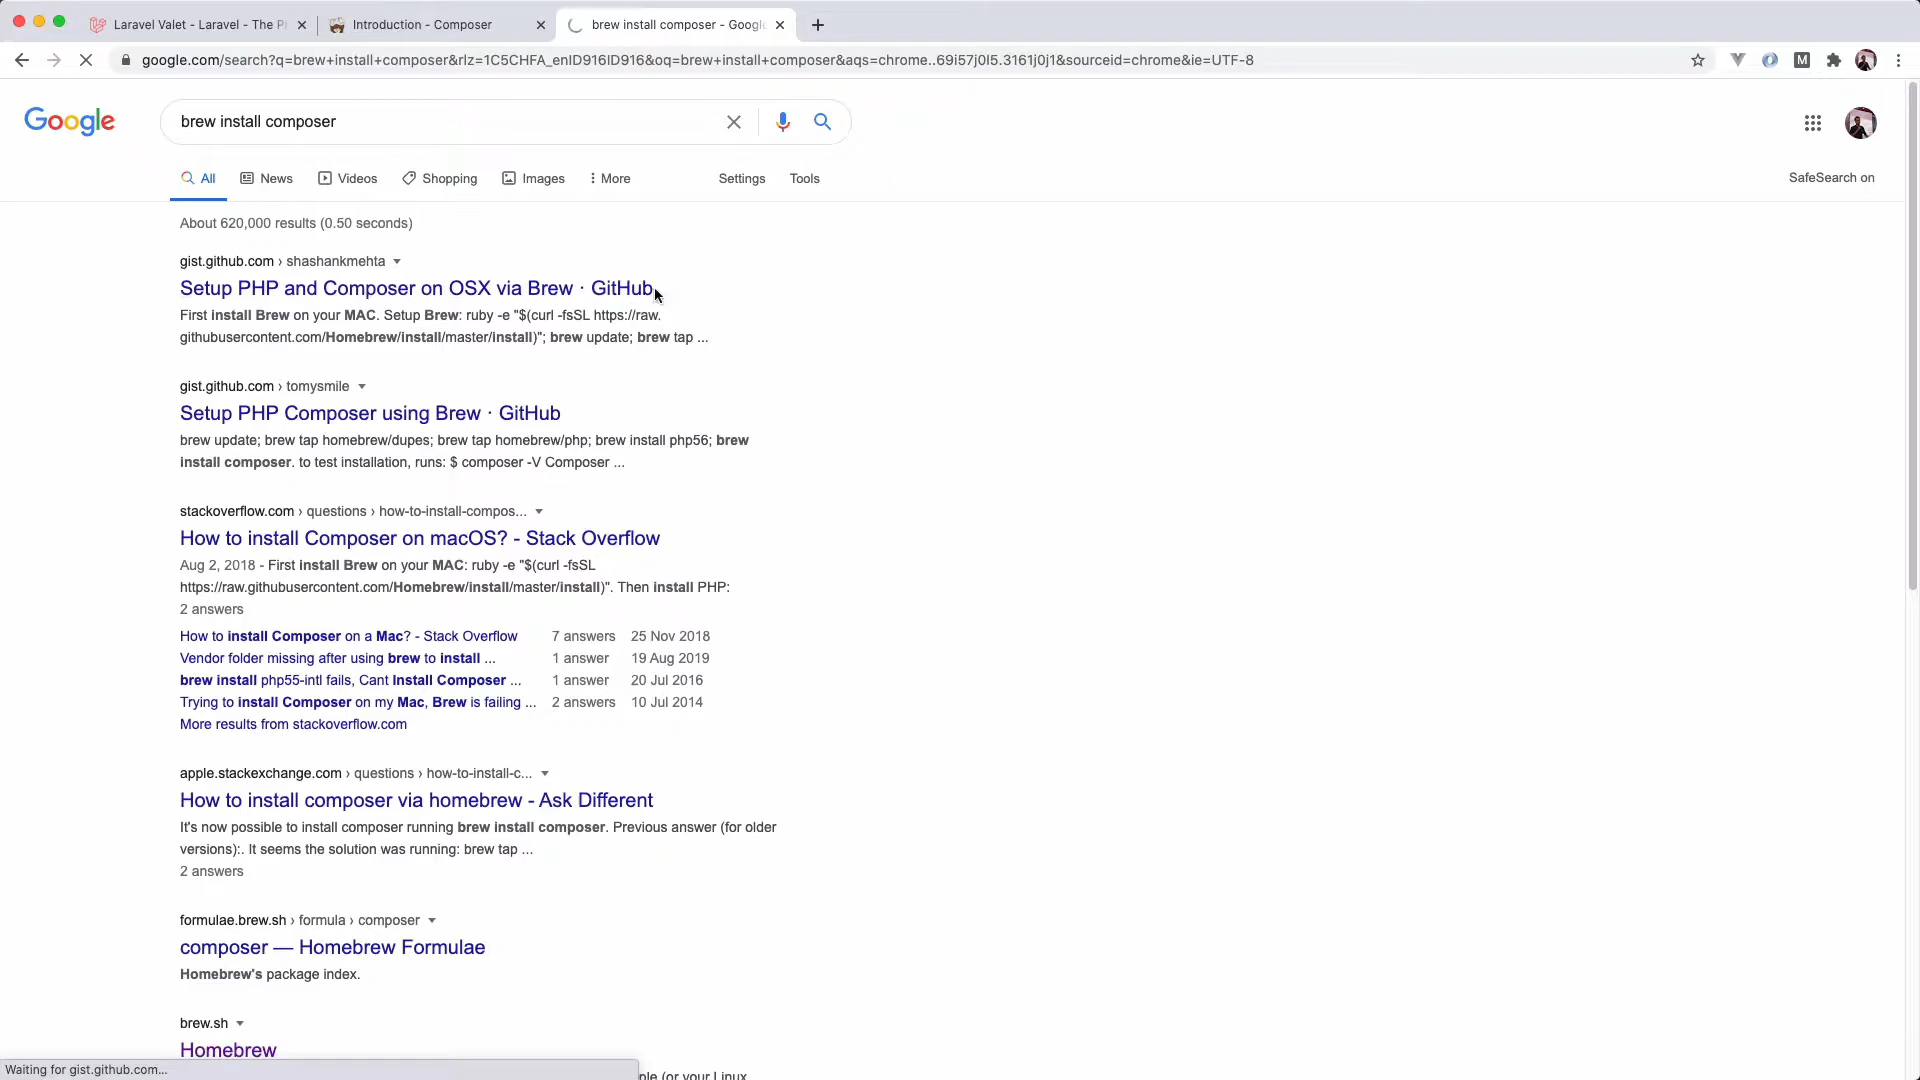 Laravel Valet - Laravel - The P
Introduction - Composer
brew install composer - Google
google.com/search?q=brew+install+composer&rlz=1C5CHFA_enID916ID916&oq=brew+install+composer&aqs=chrome..69i57j0l5.3161j0j1&sourceid=chrome&ie=UTF-8
M
Google
brew install composer
All
News
Videos
Shopping
Images
More
Settings
Tools
SafeSearch on
About 620,000 results (0.50 seconds)
gist.github.com › shashankmehta
Setup PHP and Composer on OSX via Brew · GitHub
First install Brew on your MAC. Setup Brew: ruby -e "$(curl -fsSL https://raw.
githubusercontent.com/Homebrew/install/master/install)"; brew update; brew tap ...
gist.github.com › tomysmile
Setup PHP Composer using Brew · GitHub
brew update; brew tap homebrew/dupes; brew tap homebrew/php; brew install php56; brew
install composer. to test installation, runs: $ composer -V Composer ...
stackoverflow.com › questions › how-to-install-compos...
How to install Composer on macOS? - Stack Overflow
Aug 2, 2018 - First install Brew on your MAC: ruby -e "$(curl -fsSL
https://raw.githubusercontent.com/Homebrew/install/master/install)". Then install PHP:
2 answers
How to install Composer on a Mac? - Stack Overflow 7 answers 25 Nov 2018
Vendor folder missing after using brew to install ... 1 answer 19 Aug 2019
brew install php55-intl fails, Cant Install Composer ... 1 answer 20 Jul 2016
Trying to install Composer on my Mac, Brew is failing ... 2 answers 10 Jul 2014
More results from stackoverflow.com
apple.stackexchange.com › questions › how-to-install-c...
How to install composer via homebrew - Ask Different
It's now possible to install composer running brew install composer. Previous answer (for older
versions):. It seems the solution was running: brew tap ...
2 answers
formulae.brew.sh › formula › composer
composer — Homebrew Formulae
Homebrew's package index.
brew.sh
Homebrew
Waiting for gist.github.com...
(or your Linux